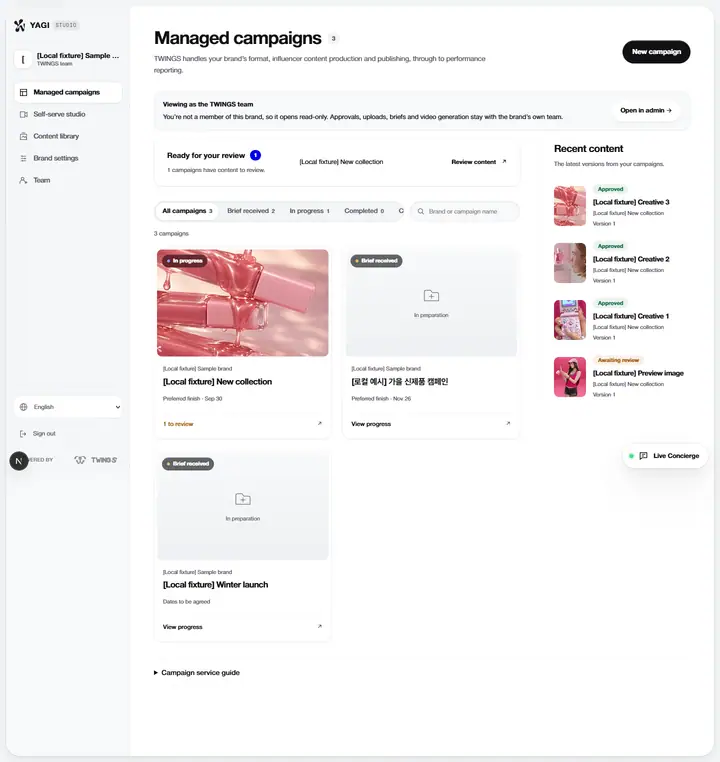 YAGI STUDIO
[ [Local fixture] Sample ...
TWINGS team
Managed campaigns
Self-serve studio
Content library
Brand settings
Team
English
Sign out
N ERED BY TWINGS
Managed campaigns 3
TWINGS handles your brand's format, influencer content production and publishing, through to performance
reporting.
New campaign
Viewing as the TWINGS team
You're not a member of this brand, so it opens read-only. Approvals, uploads, briefs and video generation stay with the brand's own team.
Open in admin →
Ready for your review 1
1 campaigns have content to review.
[Local fixture] New collection
Review content ↗
All campaigns 3 Brief received 2 In progress 1 Completed 0 C
Brand or campaign name
3 campaigns
In progress
[Local fixture] Sample brand
[Local fixture] New collection
Preferred finish · Sep 30
1 to review ↗
Brief received
In preparation
[Local fixture] Sample brand
[로컬 예시] 가을 신제품 캠페인
Preferred finish · Nov 26
View progress ↗
Brief received
In preparation
[Local fixture] Sample brand
[Local fixture] Winter launch
Dates to be agreed
View progress ↗
Campaign service guide
Recent content
The latest versions from your campaigns.
Approved
[Local fixture] Creative 3
[Local fixture] New collection
Version 1
Approved
[Local fixture] Creative 2
[Local fixture] New collection
Version 1
Approved
[Local fixture] Creative 1
[Local fixture] New collection
Version 1
Awaiting review
[Local fixture] Preview image
[Local fixture] New collection
Version 1
Live Concierge